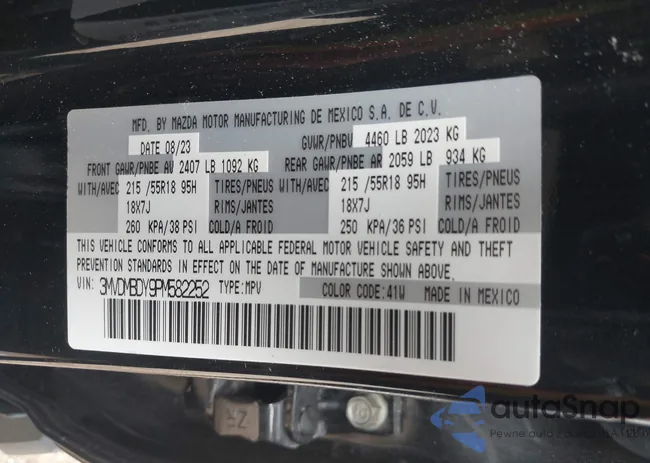 MFD. BY MAZDA MOTOR MANUFACTURING DE MEXICO S.A. DE C.V.
DATE 08/23 GVWR/PNBV 4460 LB 2023 KG
FRONT GAWR/PNBE AV 2407 LB 1092 KG REAR GAWR/PNBE AR 2059 LB 934 KG
WITH/AVEC 215 /55R18 95H TIRES/PNEUS WITH/AVEC 215 /55R18 95H TIRES/PNEUS
18X7J RIMS/JANTES 18X7J RIMS/JANTES
260 KPA/38 PSI COLD/A FROID 250 KPA/36 PSI COLD/A FROID
THIS VEHICLE CONFORMS TO ALL APPLICABLE FEDERAL MOTOR VEHICLE SAFETY AND THEFT
PREVENTION STANDARDS IN EFFECT ON THE DATE OF MANUFACTURE SHOWN ABOVE.
VIN: 3MVDMBDY9PM582252 TYPE:MPV COLOR CODE:41W MADE IN MEXICO
autoSnap
Pewne auto z